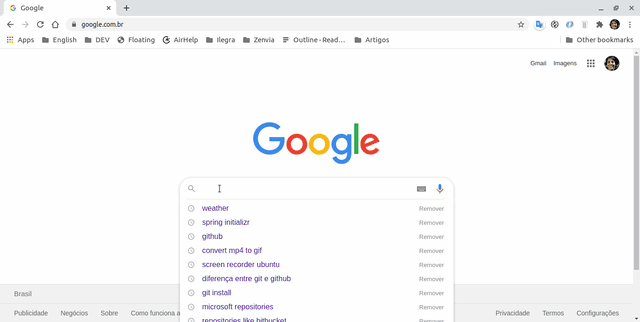 Google
google.com.br
Apps English DEV Floating AirHelp Ilegra Zenvia Outline - Read... Artigos Other bookmarks
Gmail Imagens
Google
weather Remover
spring initializr Remover
github Remover
convert mp4 to gif Remover
screen recorder ubuntu Remover
diferença entre git e github Remover
git install Remover
microsoft repositories Remover
repositories like bitbucket
Brasil
Publicidade Negócios Sobre Como funciona a Privacidade Termos Configurações